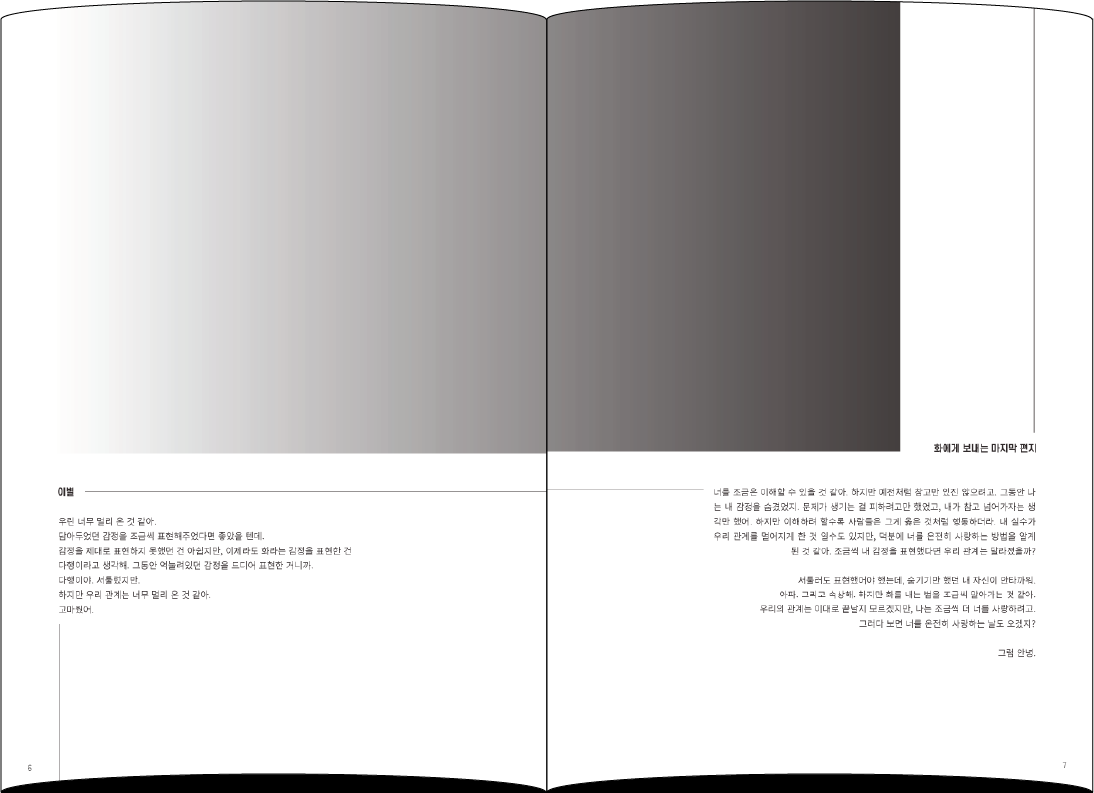 이별
우린 너무 멀리 온 것 같아.
담아두었던 감정을 조금씩 표현해주었다면 좋았을 텐데.
감정을 제대로 표현하지 못했던 건 아쉽지만, 이제라도 화라는 감정을 표현한 건
다행이라고 생각해. 그동안 억눌려있던 감정을 드디어 표현한 거니까.
다행이야. 서툴렀지만.
하지만 우리 관계는 너무 멀리 온 것 같아.
고마웠어.
6
화에게 보내는 마지막 편지
너를 조금은 이해할 수 있을 것 같아. 하지만 예전처럼 참고만 있진 않으려고. 그동안 나
는 내 감정을 숨겼었지. 문제가 생기는 걸 피하려고만 했었고, 내가 참고 넘어가자는 생
각만 했어. 하지만 이해하려 할수록 사람들은 그게 옳은 것처럼 행동하더라. 내 실수가
우리 관계를 멀어지게 한 것 일수도 있지만, 덕분에 너를 온전히 사랑하는 방법을 알게
된 것 같아. 조금씩 내 감정을 표현했다면 우리 관계는 달라졌을까?
서툴러도 표현했어야 했는데, 숨기기만 했던 내 자신이 안타까워.
아파. 그리고 속상해. 하지만 화를 내는 법을 조금씩 알아가는 것 같아.
우리의 관계는 이대로 끝날지 모르겠지만, 나는 조금씩 더 너를 사랑하려고.
그러다 보면 너를 온전히 사랑하는 날도 오겠지?
그럼 안녕.
7